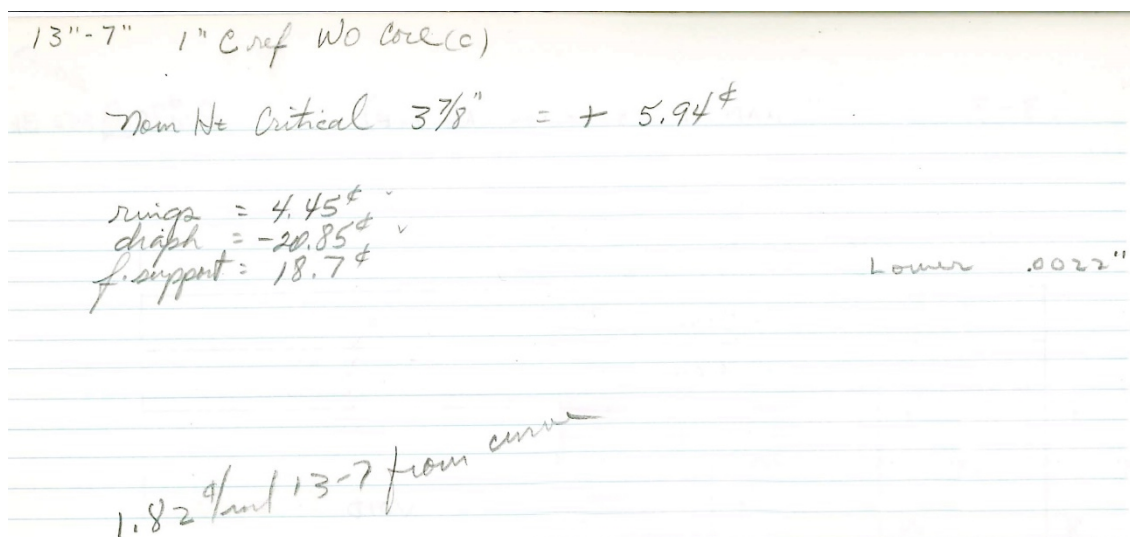 13"-7" 1" C ref WO Core (c)
Nom Ht Critical 3 7/8" = + 5.94¢
rings = 4.45¢
diaph = -20.85¢
f. support = 18.7¢
Lower .0022"
1.82 ¢/mil 13-7 from curve